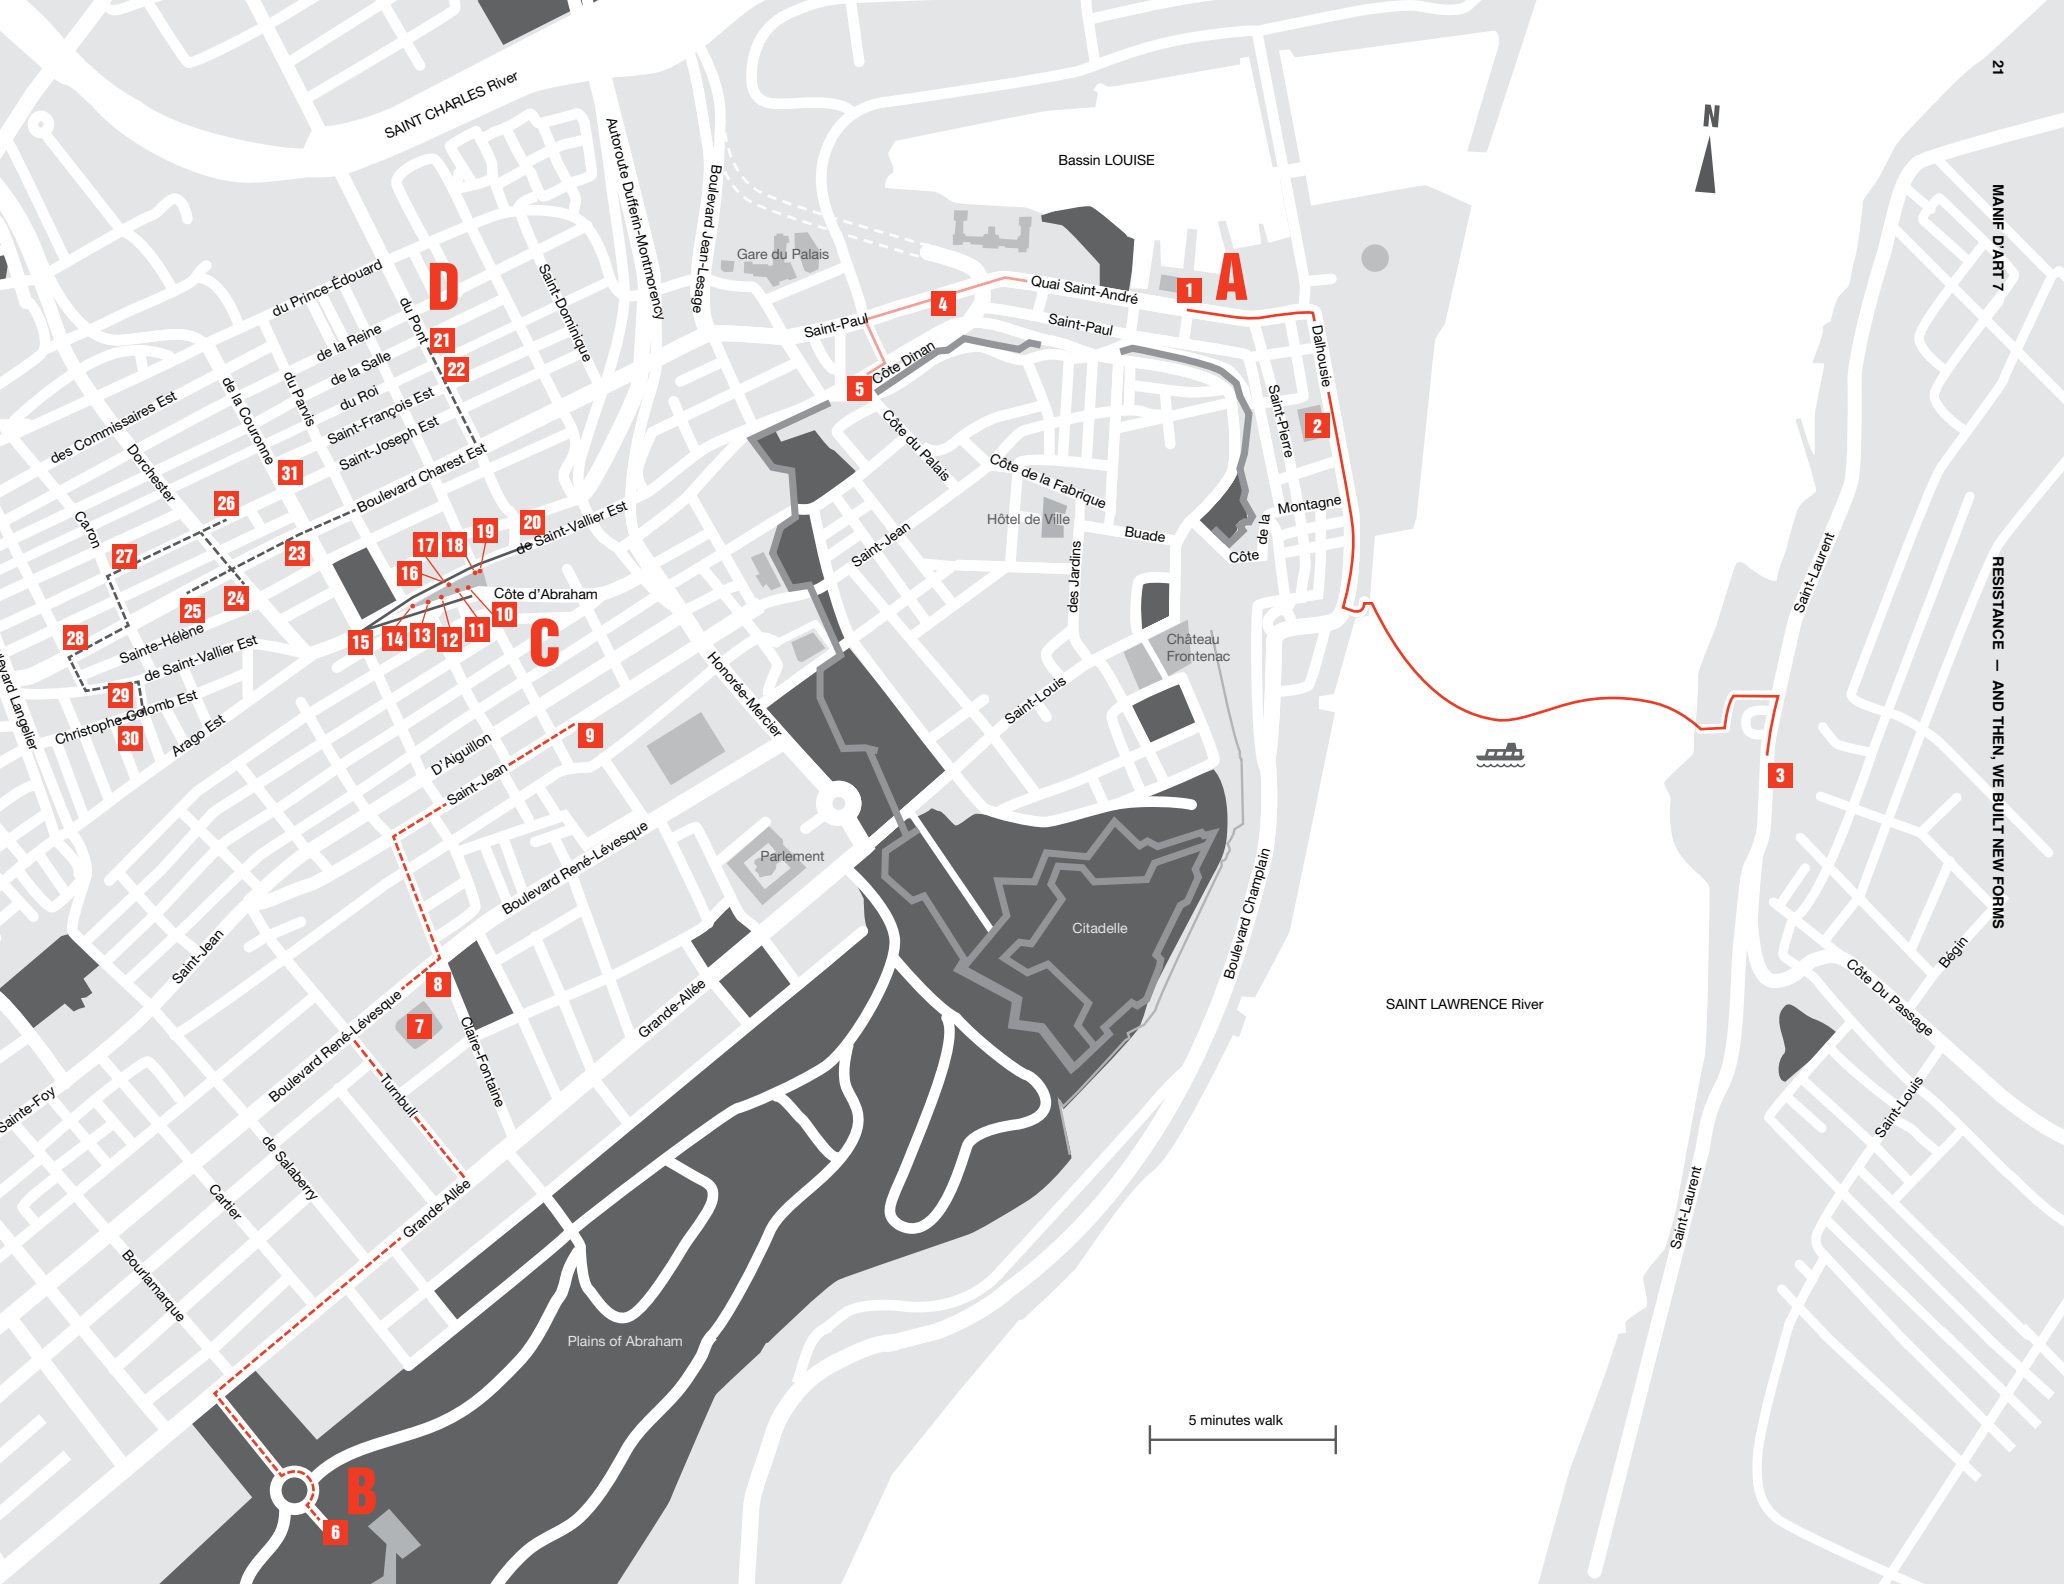 21
MANIF D'ART 7
RESISTANCE — AND THEN, WE BUILT NEW FORMS
N
SAINT CHARLES River
Autoroute Dufferin-Montmorency
Boulevard Jean-Lesage
Bassin LOUISE
Gare du Palais
D
du Prince-Édouard
du Pont
Saint-Dominique
A
1
Quai Saint-André
4
Saint-Paul
Saint-Paul
Dalhousie
de la Reine
21
22
de la Salle
du Roi
du Parvis
de la Couronne
Saint-François Est
Saint-Joseph Est
des Commissaires Est
Dorchester
5
Côte Dinan
Côte du Palais
Saint-Pierre
2
31
26
Boulevard Charest Est
Côte de la Fabrique
Montagne
de la
Côte
Caron
27
23
17
18
19
20
de Saint-Vallier Est
Saint-Jean
Hôtel de Ville
Buade
des Jardins
16
24
25
Côte d'Abraham
10
15
14
13
12
11
C
28
Sainte-Hélène
de Saint-Vallier Est
Château
Frontenac
Saint-Laurent
29
Christophe-Colomb Est
30
Arago Est
evard Langelier
Honorée-Mercier
Saint-Louis
9
D'Aiguillon
Saint-Jean
3
Boulevard René-Lévesque
Parlement
Citadelle
Boulevard Champlain
SAINT LAWRENCE River
Bégin
Côte Du Passage
Saint-Jean
8
7
Boulevard René-Lévesque
Claire-Fontaine
Grande-Allée
Turnbull
Sainte-Foy
de Salaberry
Cartier
Grande-Allée
Bourlamarque
Saint-Louis
Saint-Laurent
Plains of Abraham
5 minutes walk
B
6